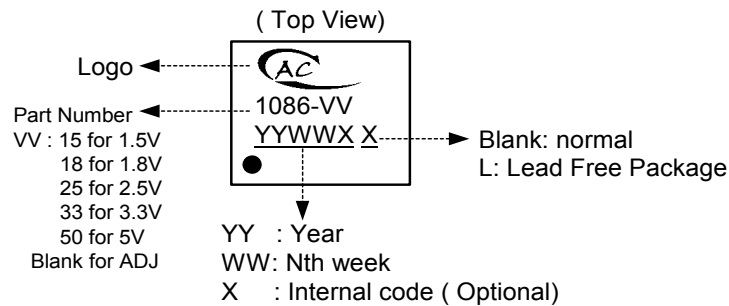 ( Top View)
Logo
AC
1086-VV
YYWWX X
Part Number
VV : 15 for 1.5V
18 for 1.8V
25 for 2.5V
33 for 3.3V
50 for 5V
Blank for ADJ
Blank: normal
L: Lead Free Package
YY : Year
WW: Nth week
X : Internal code ( Optional)